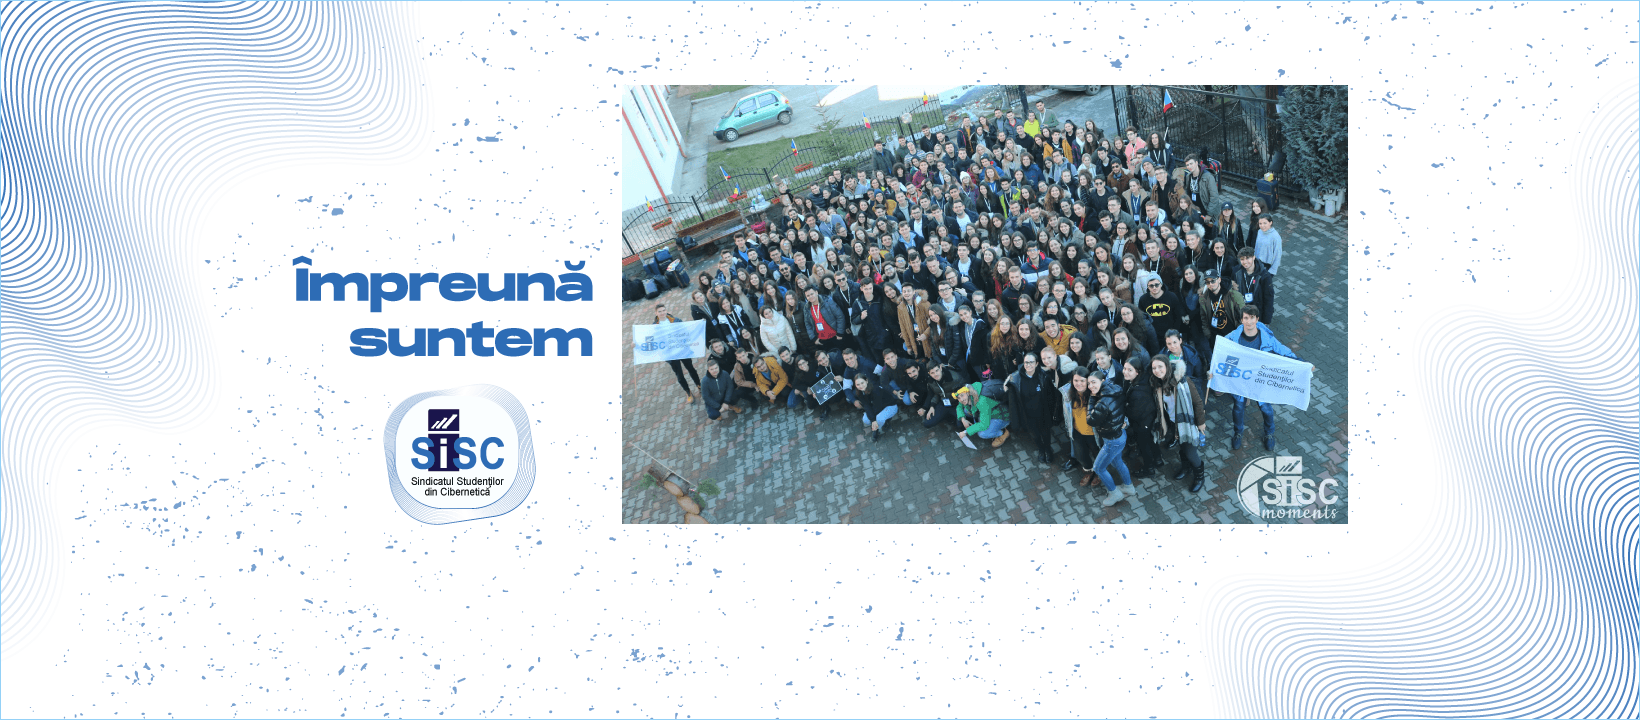 Împreună
suntem
SiSC
Sindicatul Studenților
din Cibernetică
SiSC
SiSC
Sindicatul
Studenților
din Cibernetică
SiSC
moments